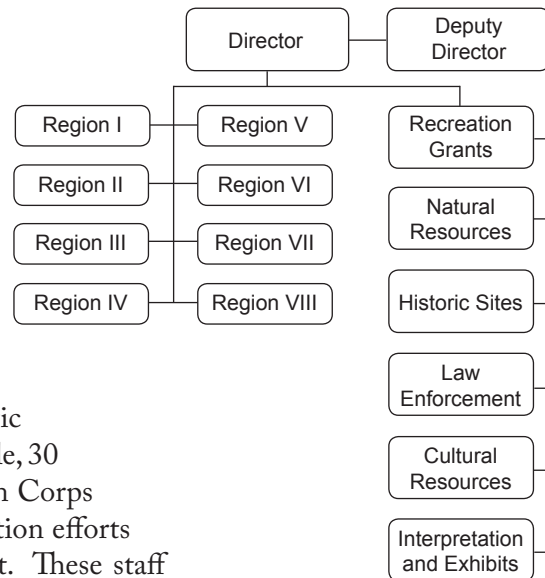 Director
Deputy
Director
Region I
Region V
Recreation
Grants
Region II
Region VI
Natural
Resources
Region III
Region VII
Region IV
Region VIII
Historic Sites
Law
Enforcement
Cultural
Resources
Interpretation
and Exhibits
ic
le, 30
n Corps
tion efforts
t. These staff